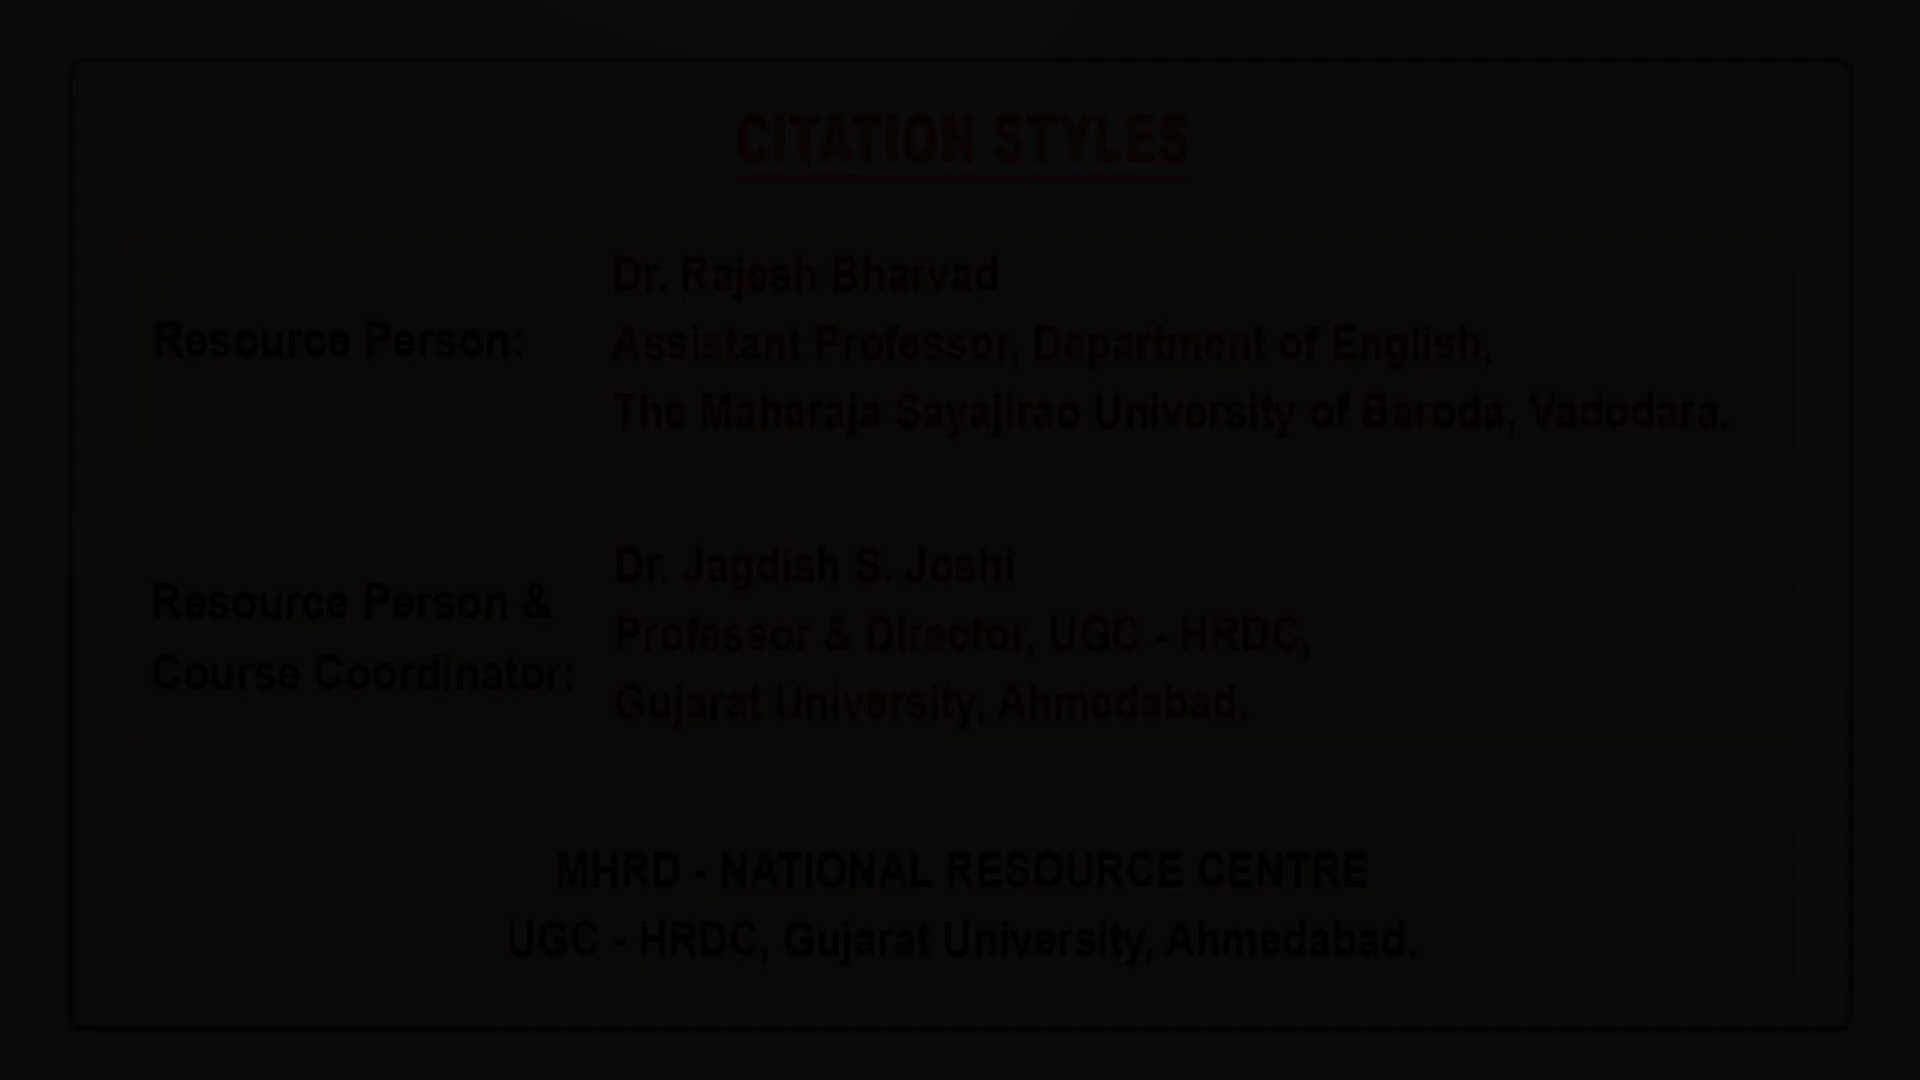 CITATION STYLES
Dr. Rajesh Bharvad
Resource Person:
Assistant Professor, Department of English,
The Maharaja Sayajirao University of Baroda, Vadodara.
Dr. Jagdish S. Joshi
Resource Person &
Professor & Director, UGC - HRDC,
Course Coordinator:
Gujarat University, Ahmedabad.
MHRD - NATIONAL RESOURCE CENTRE
UGC - HRDC, Gujarat University, Ahmedabad.